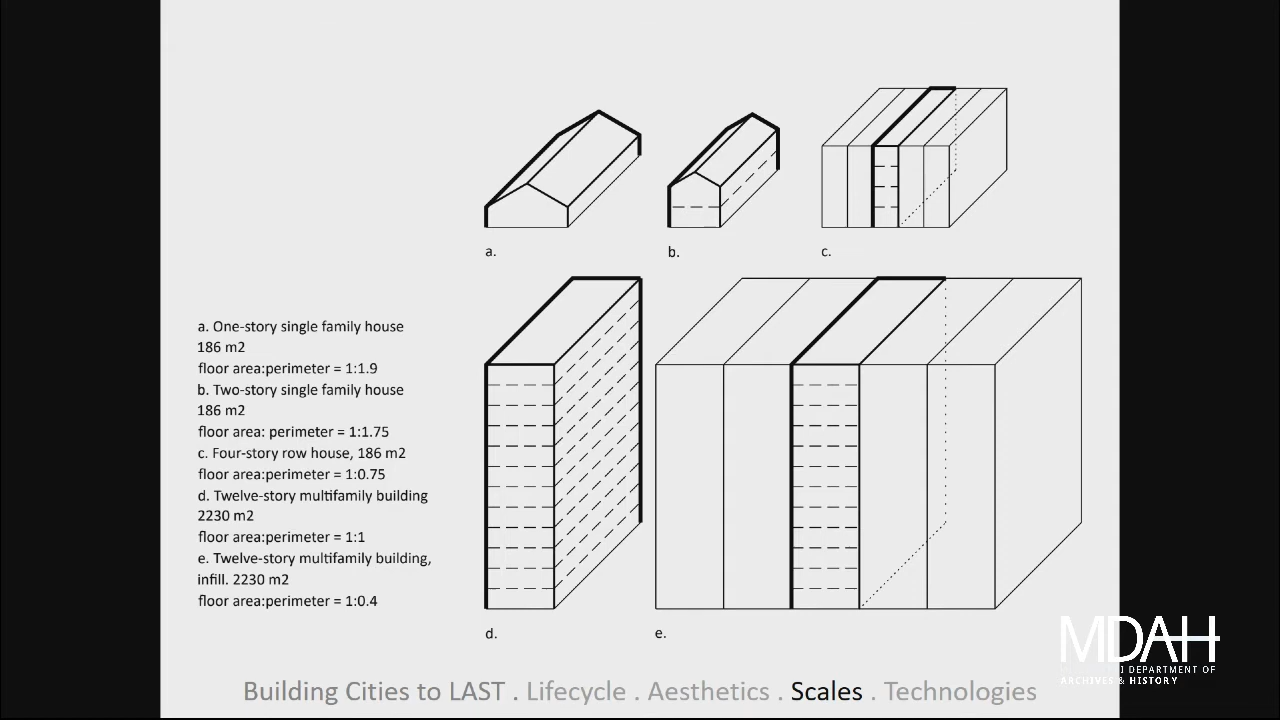 a.
b.
c.
a. One-story single family house
186 m2
floor area:perimeter = 1:1.9
b. Two-story single family house
186 m2
floor area: perimeter = 1:1.75
c. Four-story row house, 186 m2
floor area:perimeter = 1:0.75
d. Twelve-story multifamily building
2230 m2
floor area:perimeter = 1:1
e. Twelve-story multifamily building,
infill. 2230 m2
floor area:perimeter = 1:0.4
d.
e.
MDAH
DEPARTMENT OF
ARCHIVES & HISTORY
Building Cities to LAST . Lifecycle . Aesthetics . Scales . Technologies